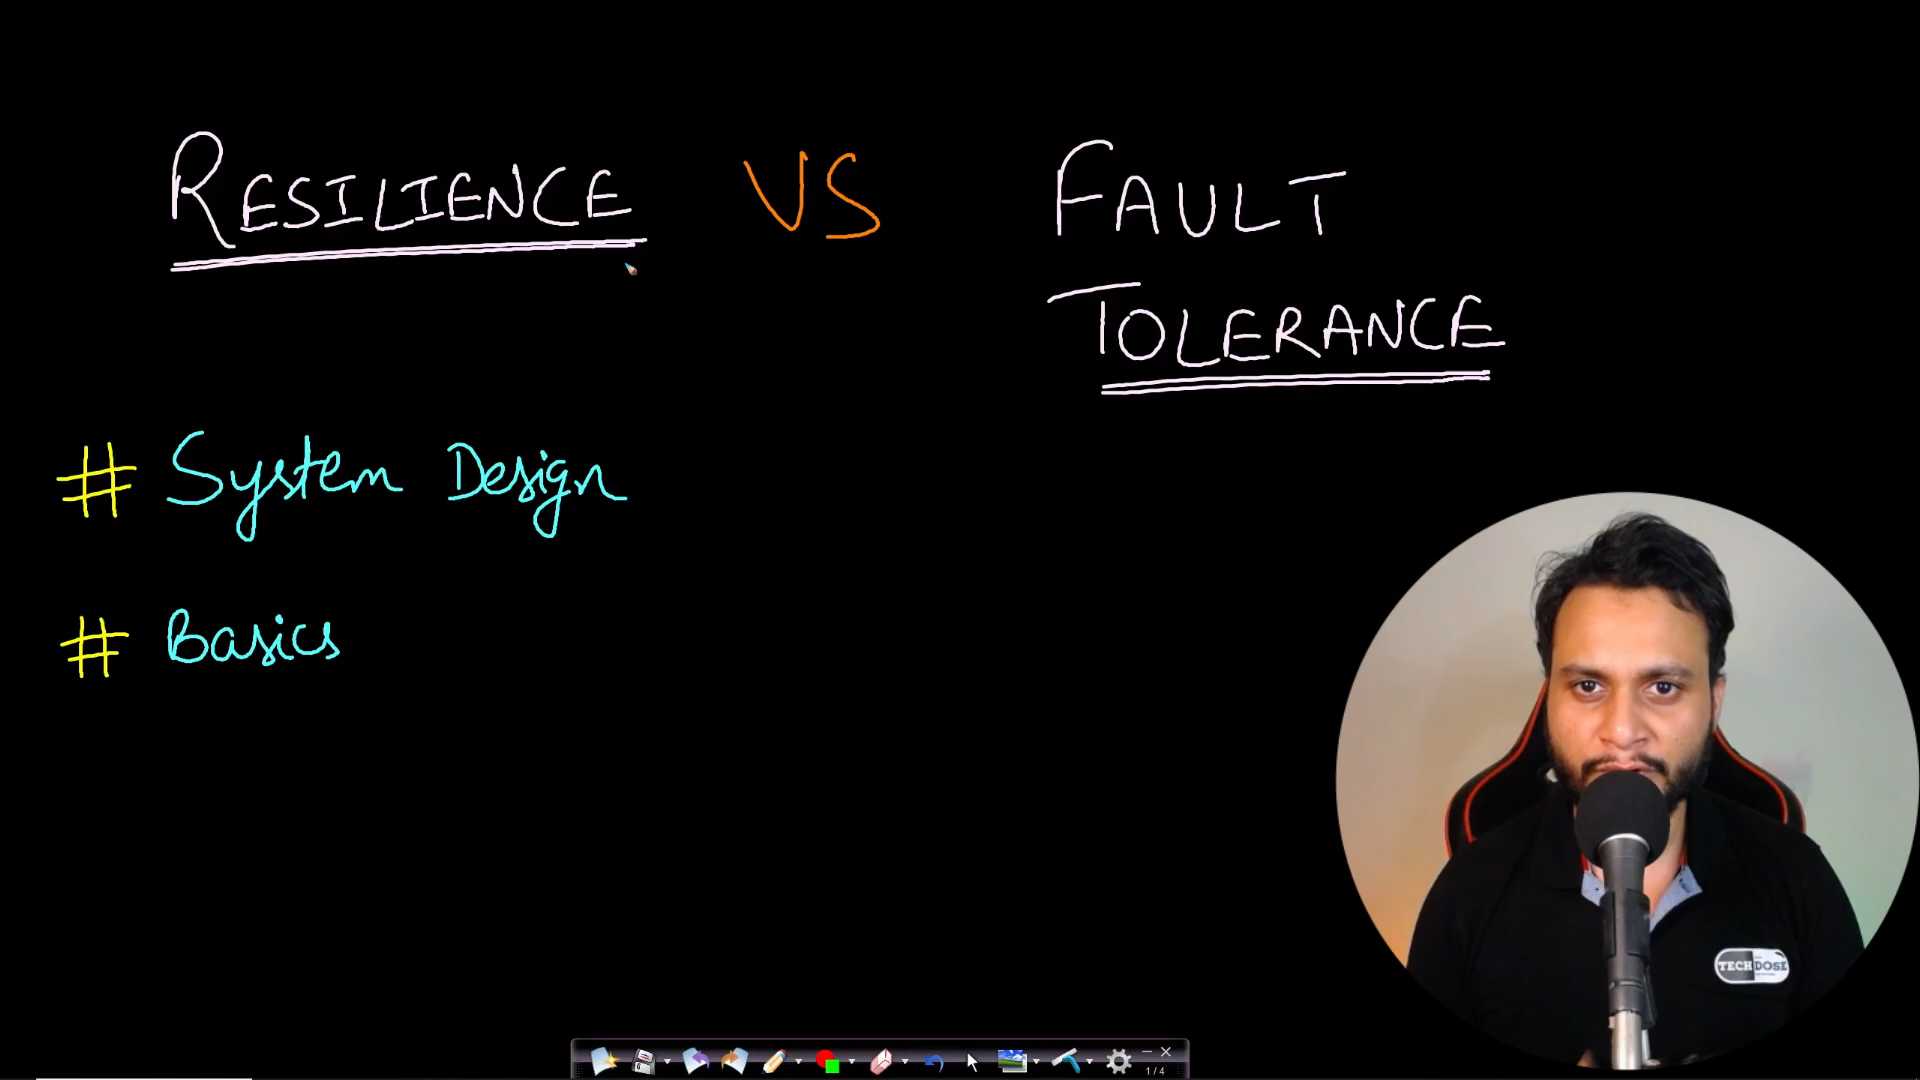 RESILIENCE VS FAULT
TOLERANCE
# System Design
# Basics
TECH DOSE
1/4